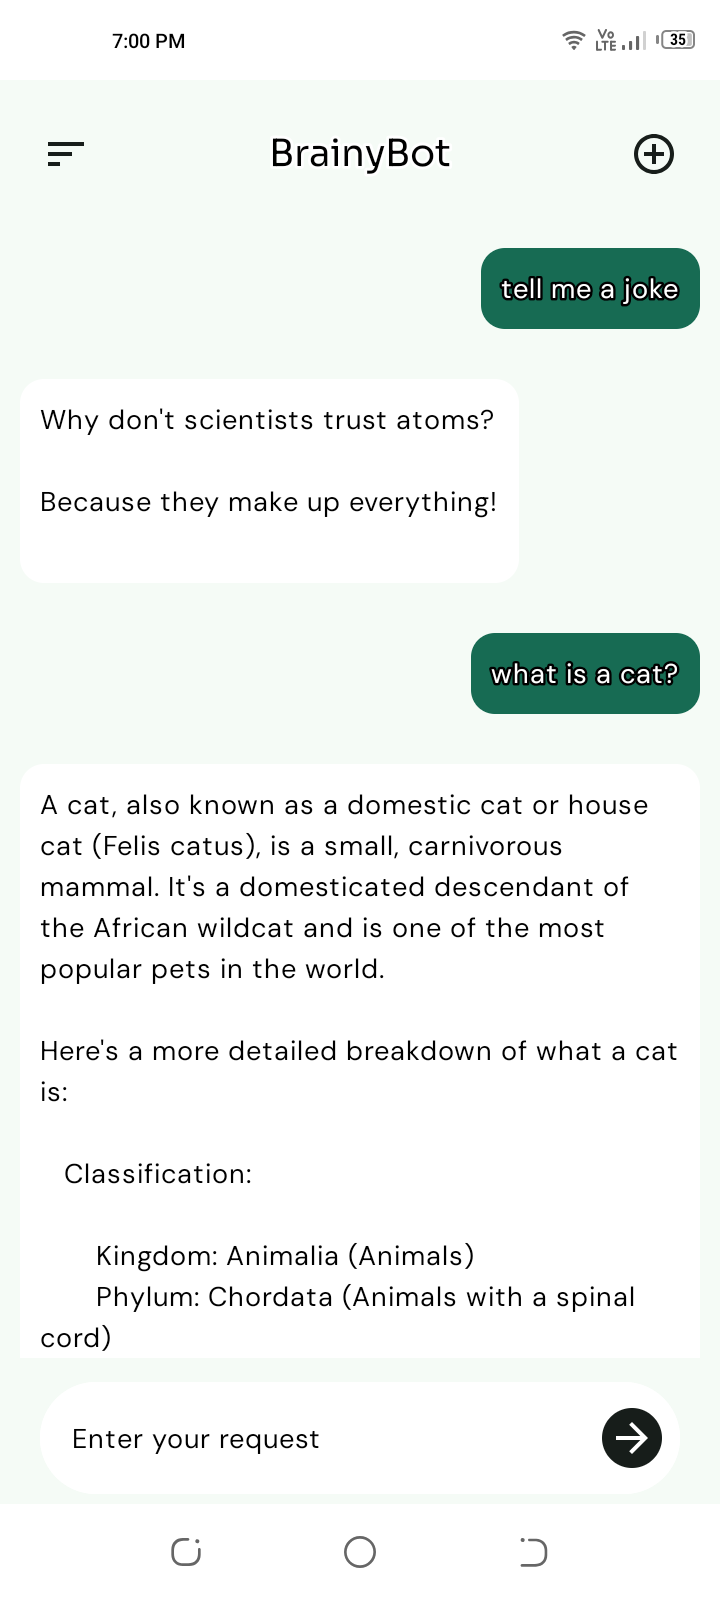 7:00 PM
Vo
LTE
35
BrainyBot
tell me a joke
Why don't scientists trust atoms?
Because they make up everything!
what is a cat?
A cat, also known as a domestic cat or house
cat (Felis catus), is a small, carnivorous
mammal. It's a domesticated descendant of
the African wildcat and is one of the most
popular pets in the world.
Here's a more detailed breakdown of what a cat
is:
Classification:
Kingdom: Animalia (Animals)
Phylum: Chordata (Animals with a spinal
cord)
Enter your request